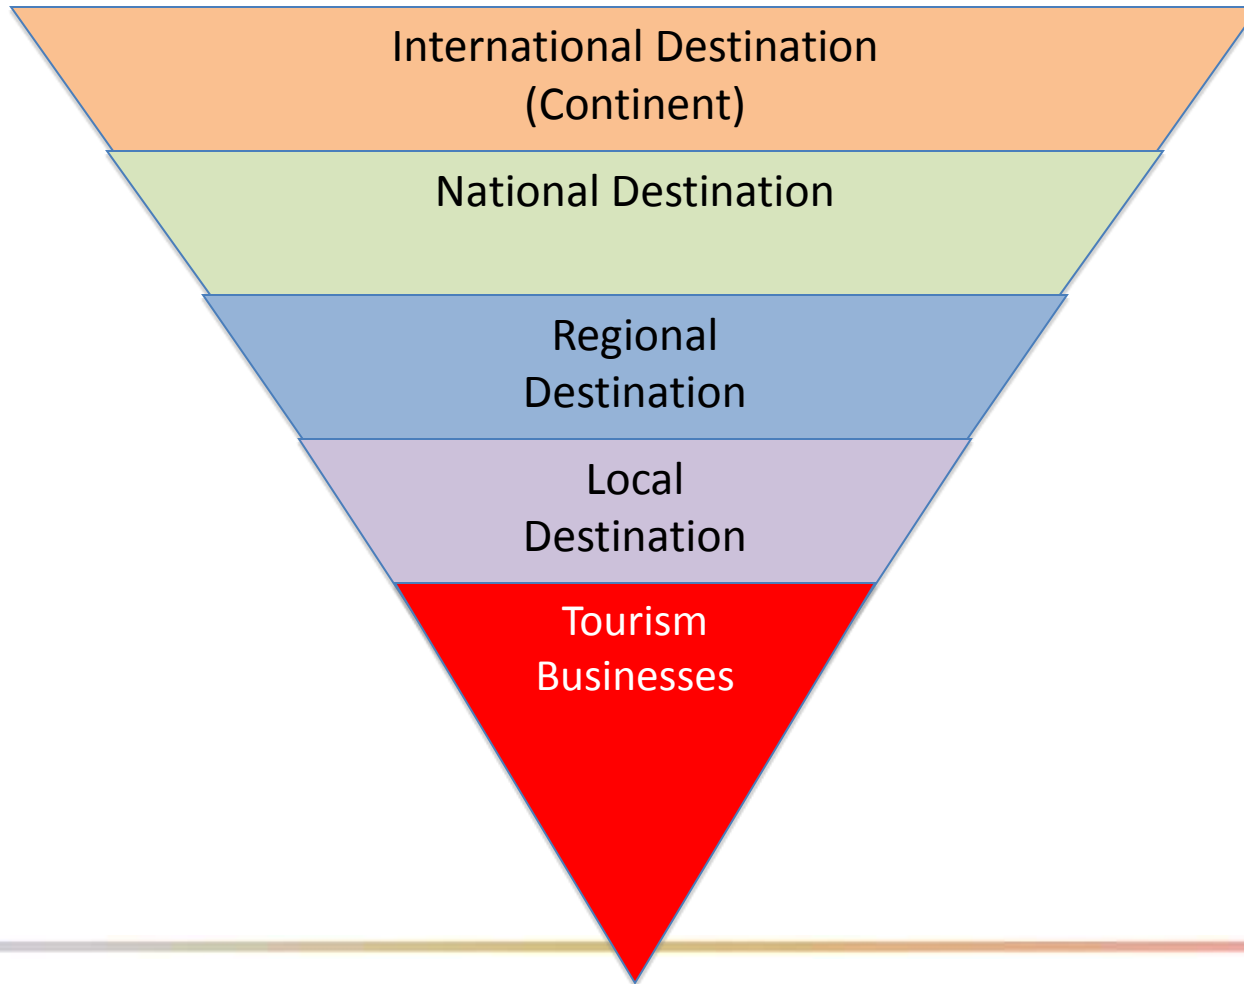 International Destination
(Continent)
National Destination
Regional
Destination
Local
Destination
Tourism
Businesses